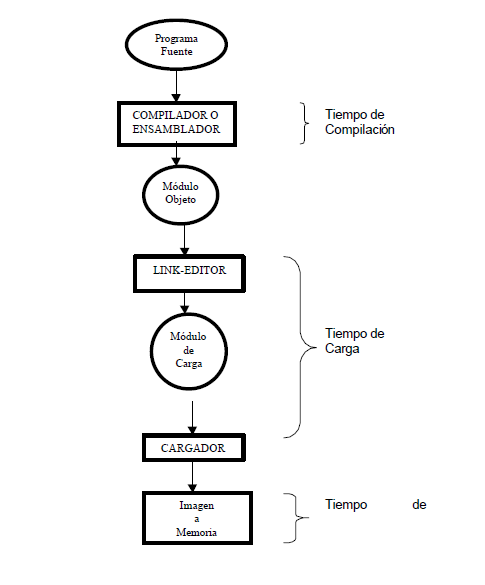 Programa
Fuente
COMPILADOR O
ENSAMBLADOR
Tiempo de
Compilación
Módulo
Objeto
LINK-EDITOR
Módulo
de
Carga
Tiempo de
Carga
CARGADOR
Imagen
a
Memoria
Tiempo de